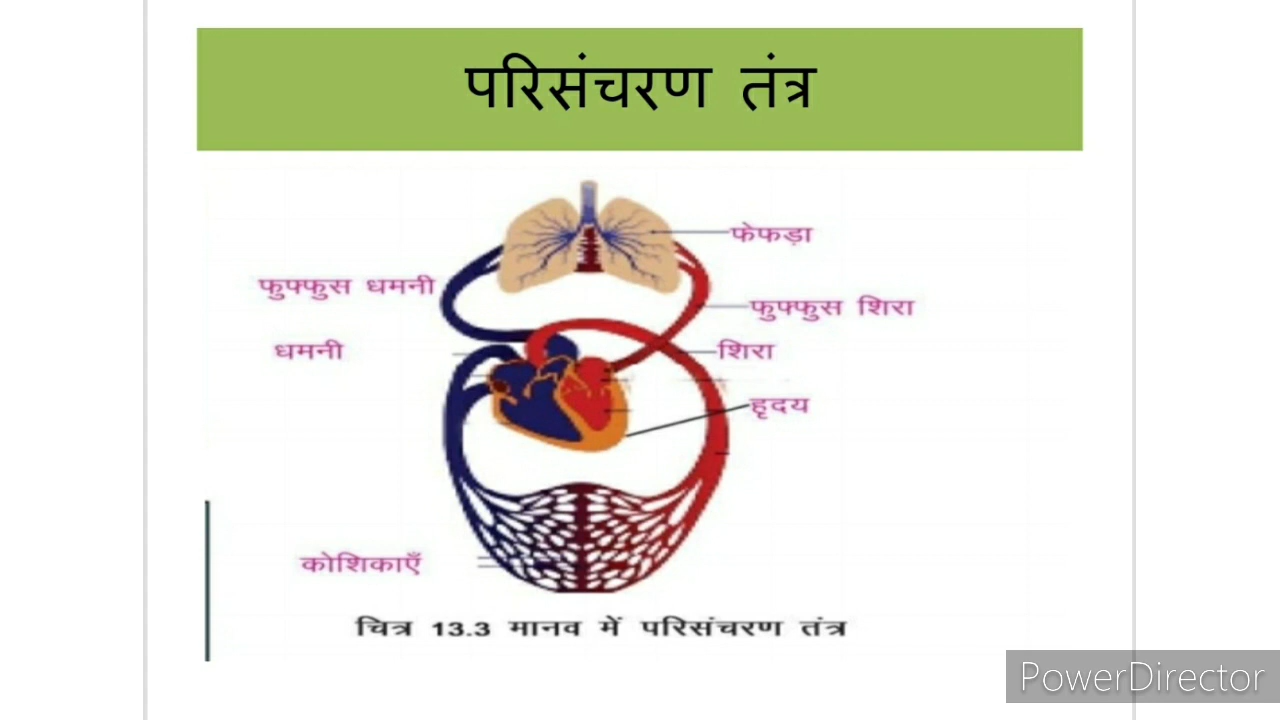 परिसंचरण तंत्र
फेफड़ा
फुफ्फुस धमनी
फुफ्फुस शिरा
धमनी
शिरा
हृदय
कोशिकाएँ
चित्र 13.3 मानव में परिसंचरण तंत्र
PowerDirector